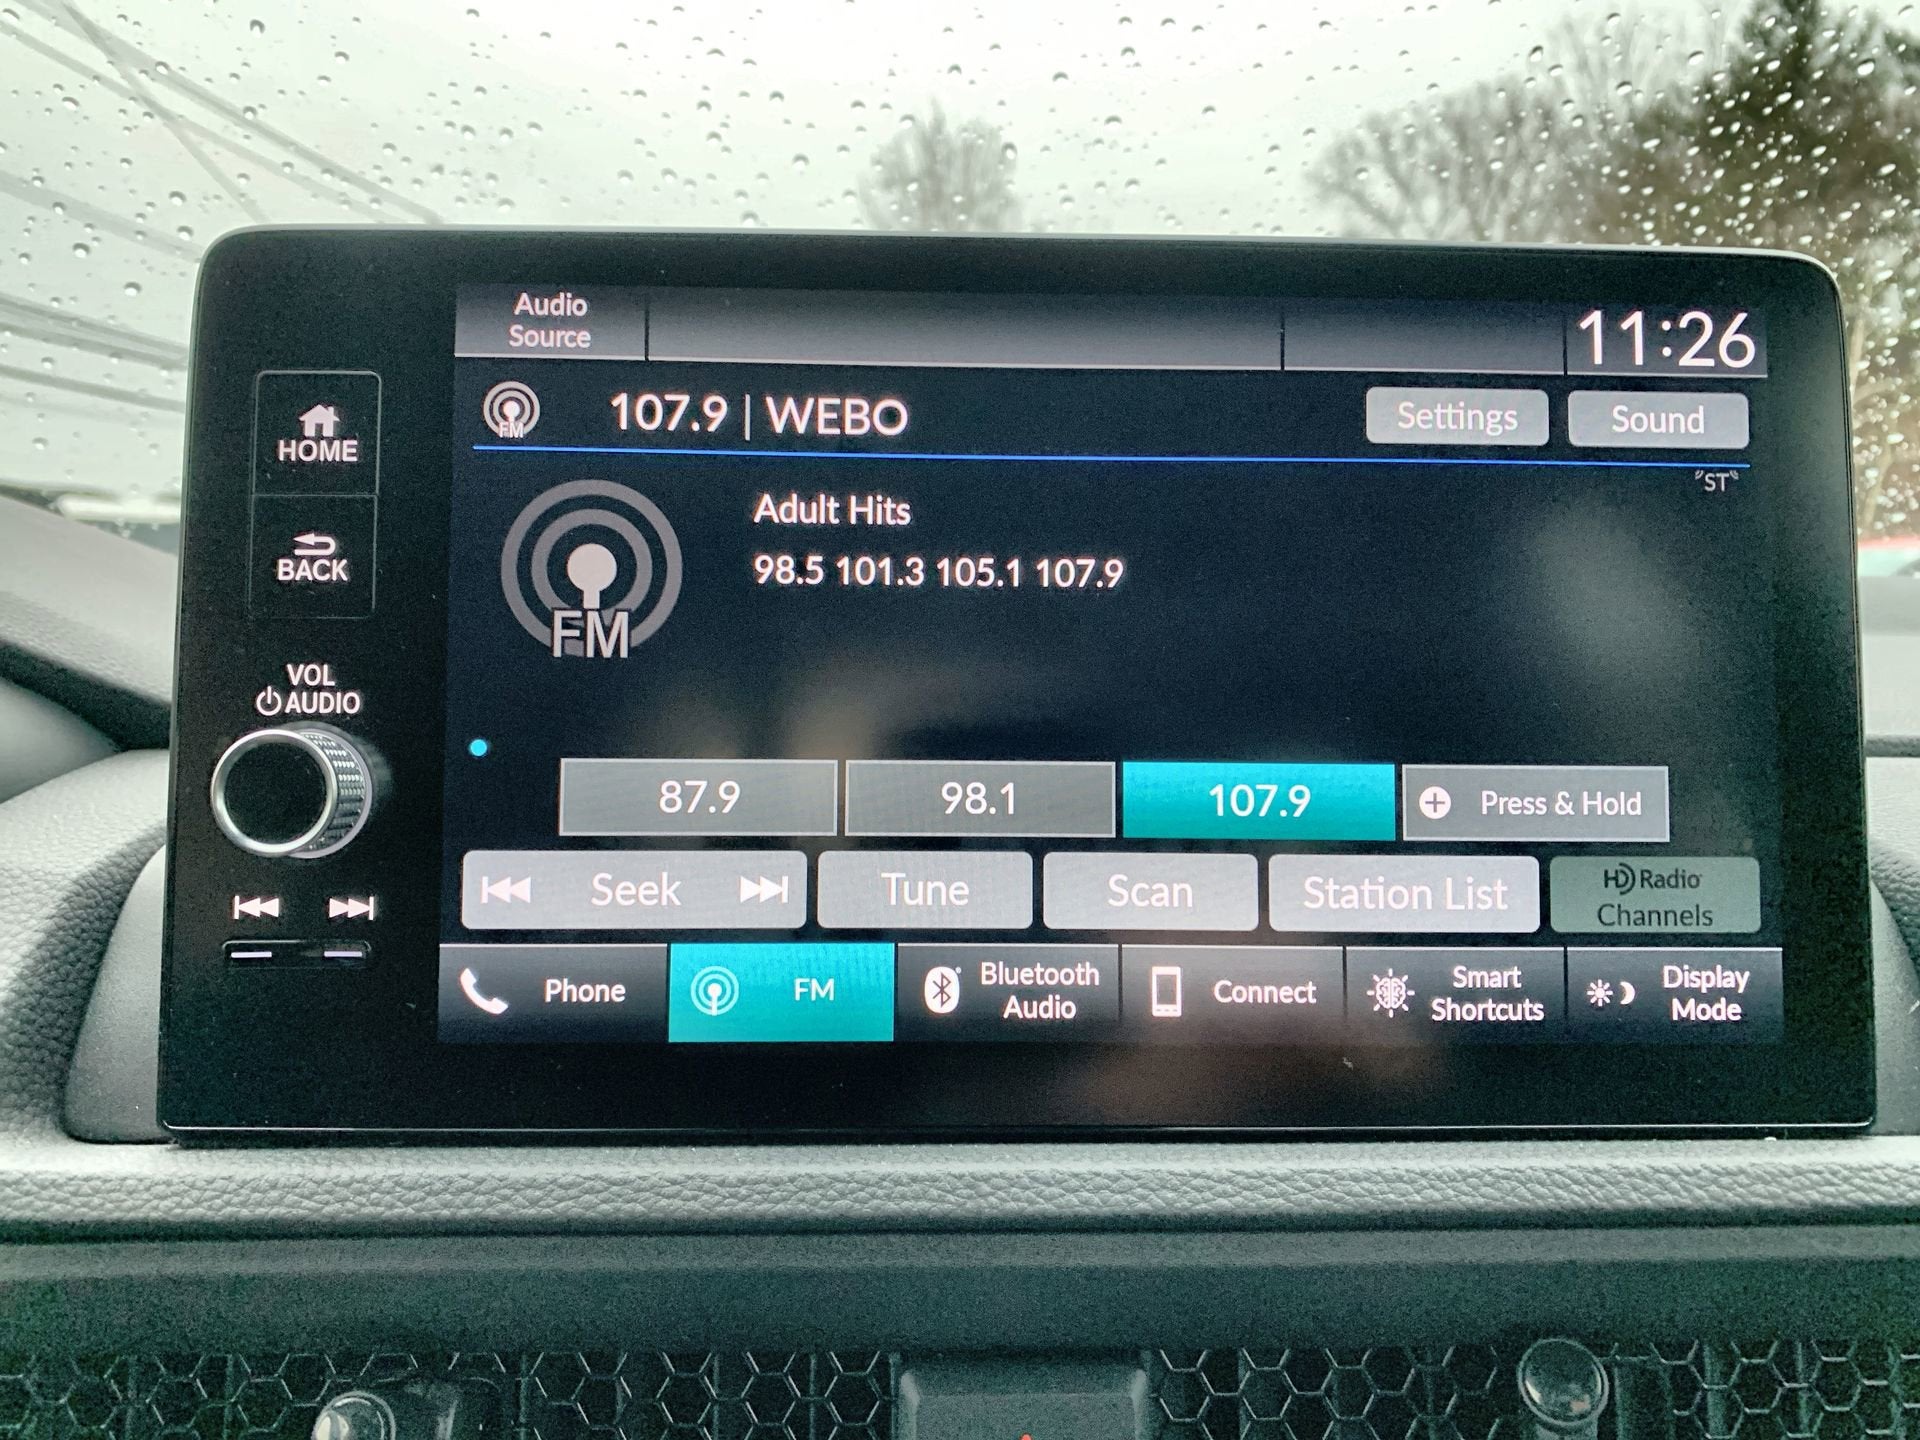 Audio
Source
11:26
HOME
BACK
VOL
AUDIO
FM
107.9 | WEBO
Settings
Sound
"ST"
FM
Adult Hits
98.5 101.3 105.1 107.9
87.9
98.1
107.9
Press & Hold
Seek
Tune
Scan
Station List
HD Radio
Channels
Phone
FM
Bluetooth
Audio
Connect
Smart
Shortcuts
Display
Mode